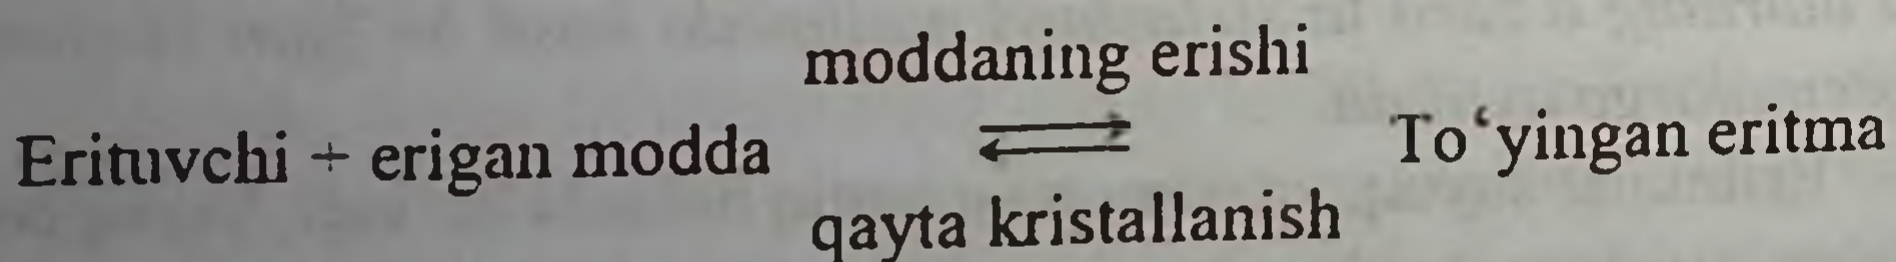 moddaning erishi
Erituvchi + erigan modda ⇌ To‘yingan eritma
qayta kristallanish